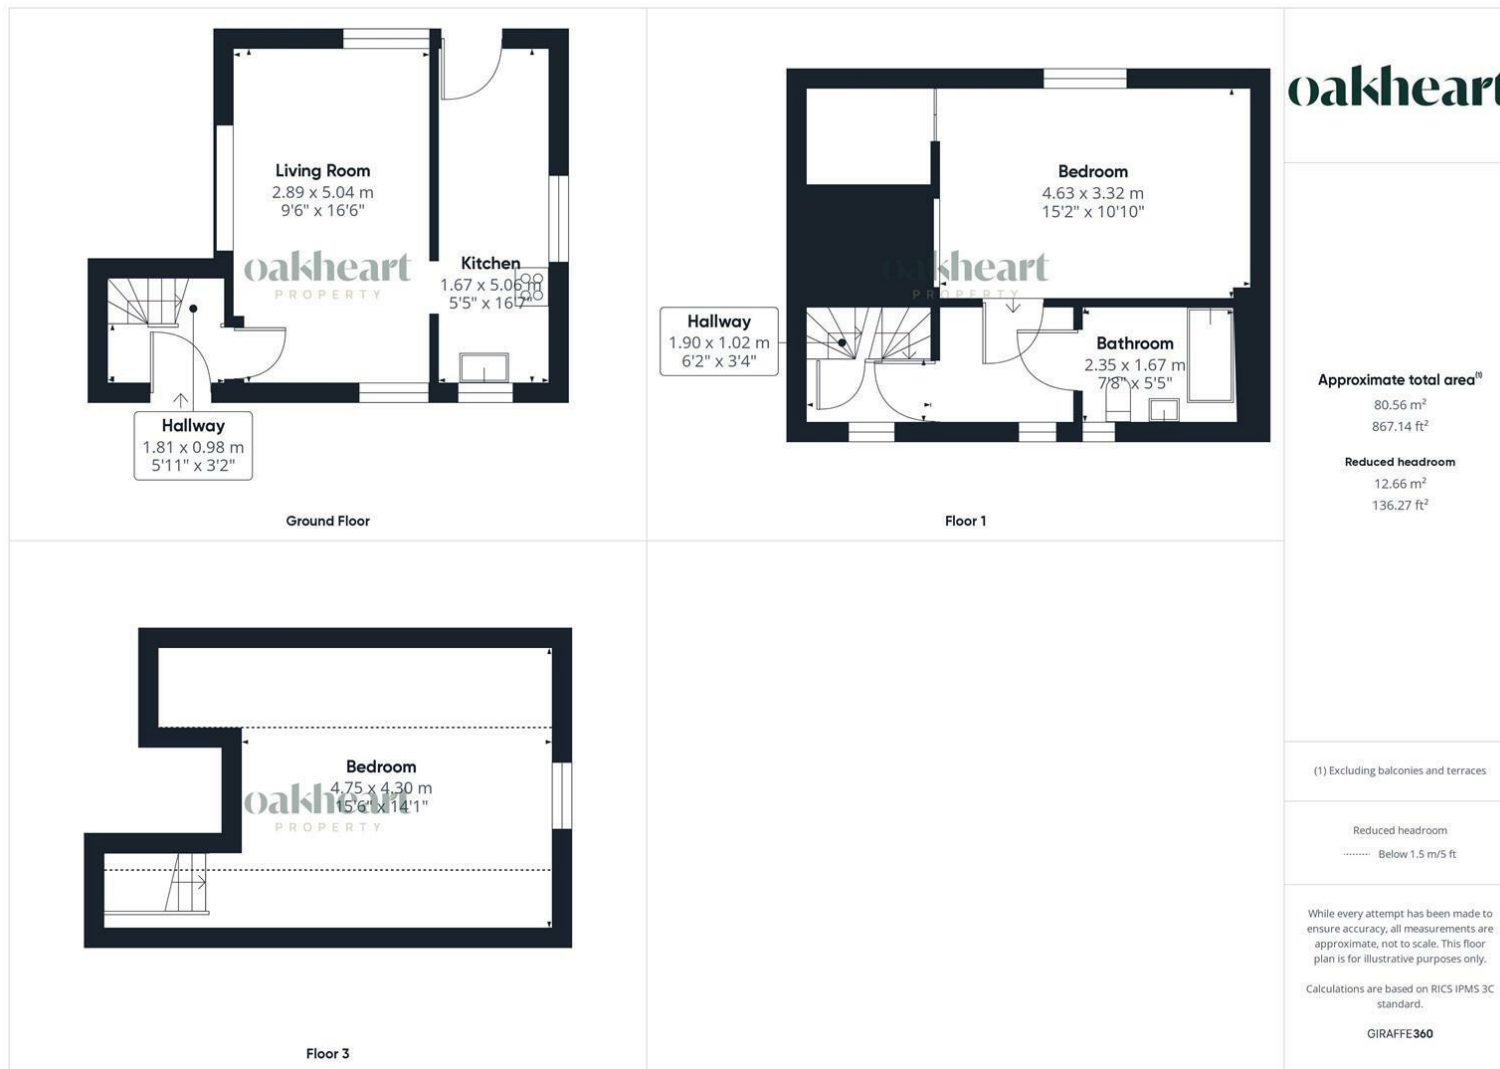 Living Room
2.89 x 5.04 m
9'6" x 16'6"
oakheart
PROPERTY
Kitchen
1.67 x 5.06 m
5'5" x 16'7"
Hallway
1.81 x 0.98 m
5'11" x 3'2"
Ground Floor
Bedroom
4.63 x 3.32 m
15'2" x 10'10"
oakheart
PROPERTY
Hallway
1.90 x 1.02 m
6'2" x 3'4"
Bathroom
2.35 x 1.67 m
7'8" x 5'5"
Floor 1
Bedroom
4.75 x 4.30 m
15'6" x 14'1"
oakheart
PROPERTY
Floor 3
oakheart
Approximate total area(1)
80.56 m²
867.14 ft²
Reduced headroom
12.66 m²
136.27 ft²
(1) Excluding balconies and terraces
Reduced headroom
Below 1.5 m/5 ft
While every attempt has been made to
ensure accuracy, all measurements are
approximate, not to scale. This floor
plan is for illustrative purposes only.
Calculations are based on RICS IPMS 3C
standard.
GIRAFFE360